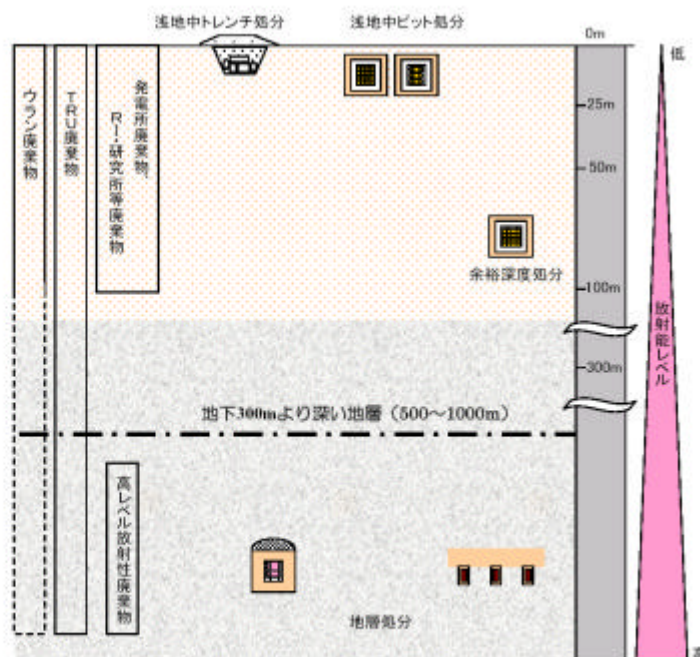 浅地中トレンチ処分
浅地中ピット処分
0m
低
25m
50m
余裕深度処分
100m
300m
地下300mより深い地層（500～1000m）
地層処分
ウラン廃棄物
TRU廃棄物
発電所廃棄物、
RI・研究所等廃棄物
高レベル放射性廃棄物
放射能レベル